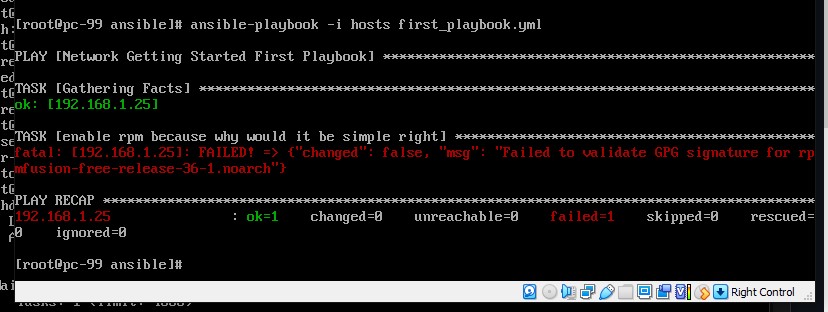 [root@pc-99 ansible]# ansible-playbook -i hosts first_playbook.yml
PLAY [Network Getting Started First Playbook] *****************************************************
TASK [Gathering Facts] ****************************************************************************
ok: [192.168.1.25]
TASK [enable rpm because why would it be simple right] ********************************************
fatal: [192.168.1.25]: FAILED! => {"changed": false, "msg": "Failed to validate GPG signature for rp
mfusion-free-release-36-1.noarch"}
PLAY RECAP ****************************************************************************************
192.168.1.25 : ok=1 changed=0 unreachable=0 failed=1 skipped=0 rescued=
0 ignored=0
[root@pc-99 ansible]#
Right Control